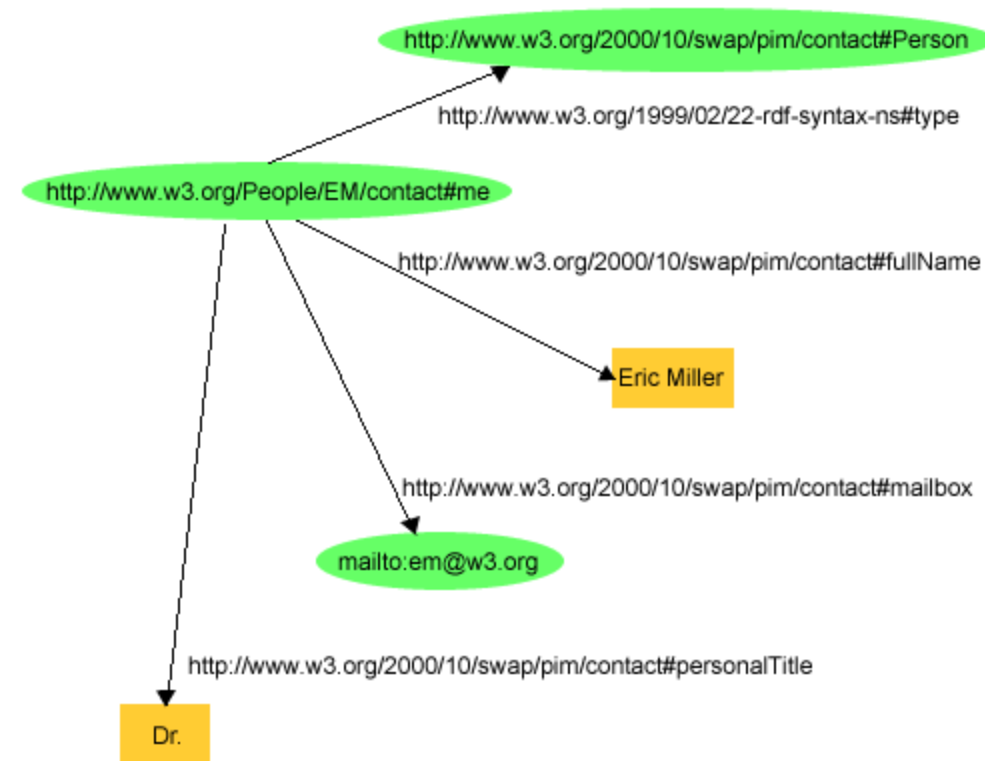 http://www.w3.org/2000/10/swap/pim/contact#Person
http://www.w3.org/1999/02/22-rdf-syntax-ns#type
http://www.w3.org/People/EM/contact#me
http://www.w3.org/2000/10/swap/pim/contact#fullName
Eric Miller
http://www.w3.org/2000/10/swap/pim/contact#mailbox
mailto:em@w3.org
http://www.w3.org/2000/10/swap/pim/contact#personalTitle
Dr.